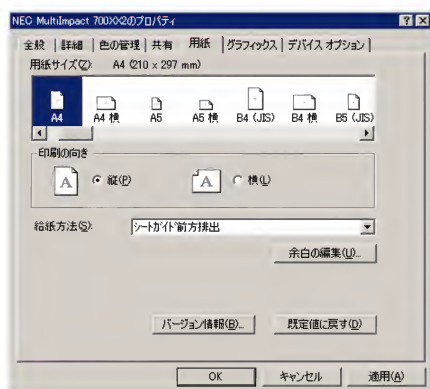 NEC MultiImpact 700XX2のプロパティ
全般 詳細 色の管理 共有 用紙 グラフィックス デバイス オプション
用紙サイズ(Z): A4 (210 x 297 mm)
A4 A4 横 A5 A5 横 B4 (JIS) B4 横 B5 (JIS)
印刷の向き
A 縦(P) A 横(L)
給紙方法(S): シートガイド前方排出
余白の編集(U)...
バージョン情報(B)... 既定値に戻す(D)
OK キャンセル 適用(A)